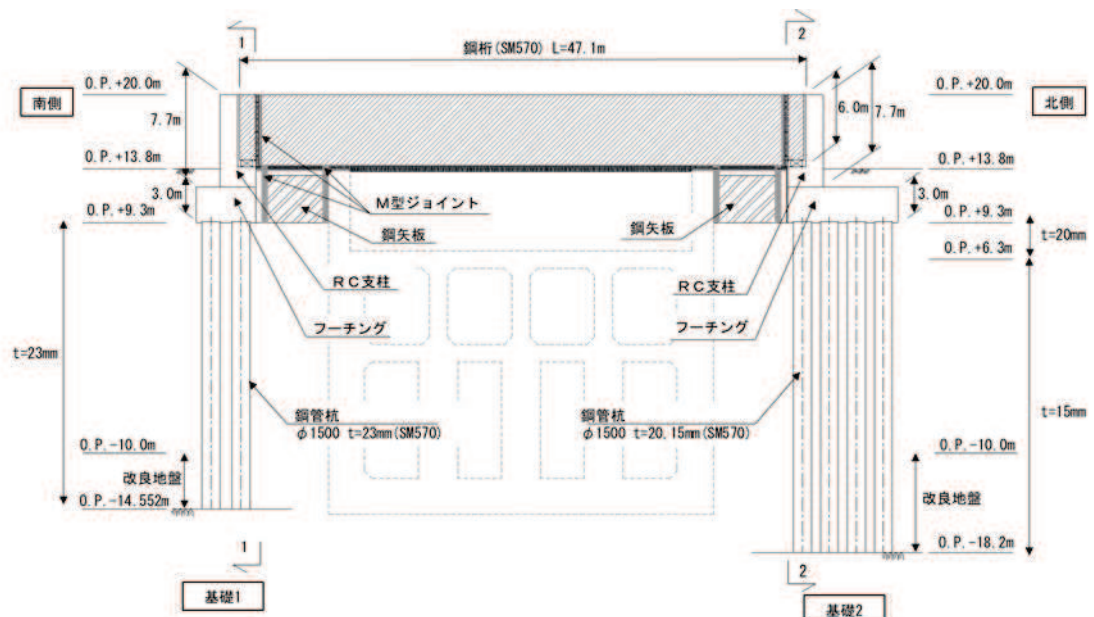 1
2
鋼桁(SM570) L=47.1m
南側
O.P.+20.0m
O.P.+20.0m
北側
7.7m
6.0m
7.7m
O.P.+13.8m
O.P.+13.8m
3.0m
M型ジョイント
3.0m
O.P.+9.3m
鋼矢板
鋼矢板
O.P.+9.3m
t=20mm
O.P.+6.3m
RC支柱
RC支柱
フーチング
フーチング
t=23mm
鋼管杭
φ1500 t=23mm(SM570)
鋼管杭
φ1500 t=20.15mm(SM570)
t=15mm
O.P.-10.0m
O.P.-10.0m
改良地盤
改良地盤
O.P.-14.552m
O.P.-18.2m
1
2
基礎1
基礎2